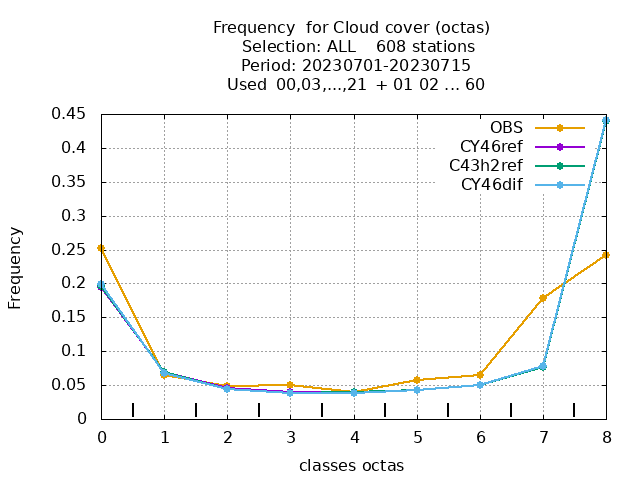 Frequency  for Cloud cover (octas)
Selection: ALL    608 stations
Period: 20230701-20230715
Used  00,03,...,21  + 01 02 ... 60
OBS
CY46ref
C43h2ref
CY46dif
0.45
0.4
0.35
0.3
0.25
0.2
0.15
0.1
0.05
0
Frequency
0 1 2 3 4 5 6 7 8
classes octas